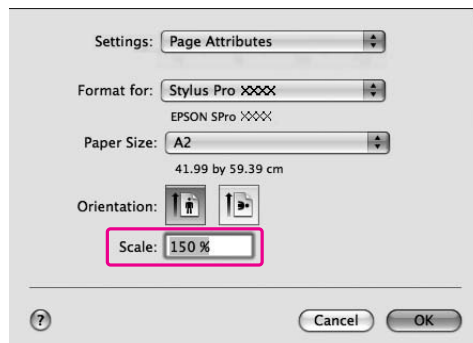 Settings: Page Attributes
Format for: Stylus Pro XXXX
EPSON SPro XXXX
Paper Size: A2
41.99 by 59.39 cm
Orientation:
Scale: 150 %
? Cancel OK